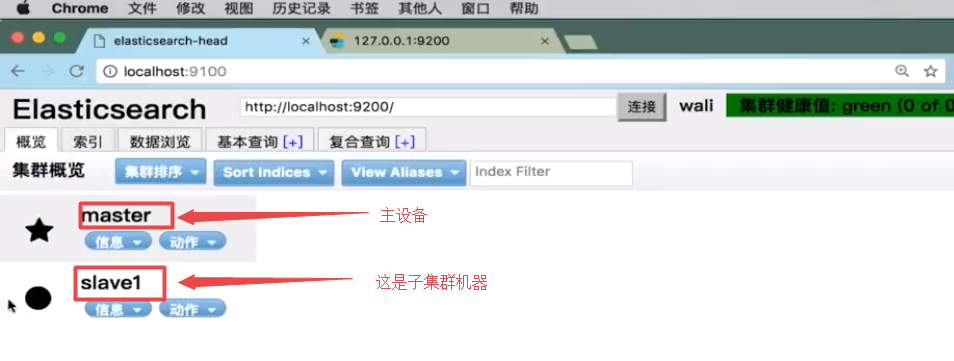 Chrome 文件 修改 视图 历史记录 书签 其他人 窗口 帮助
elasticsearch-head × 127.0.0.1:9200 ×
localhost:9100
Elasticsearch http://localhost:9200/ 连接 wali 集群健康值: green (0 of 0
概览 索引 数据浏览 基本查询 [+] 复合查询 [+]
集群概览 集群排序 Sort Indices View Aliases Index Filter
master 主设备
信息 动作
slave1 这是子集群机器
信息 动作